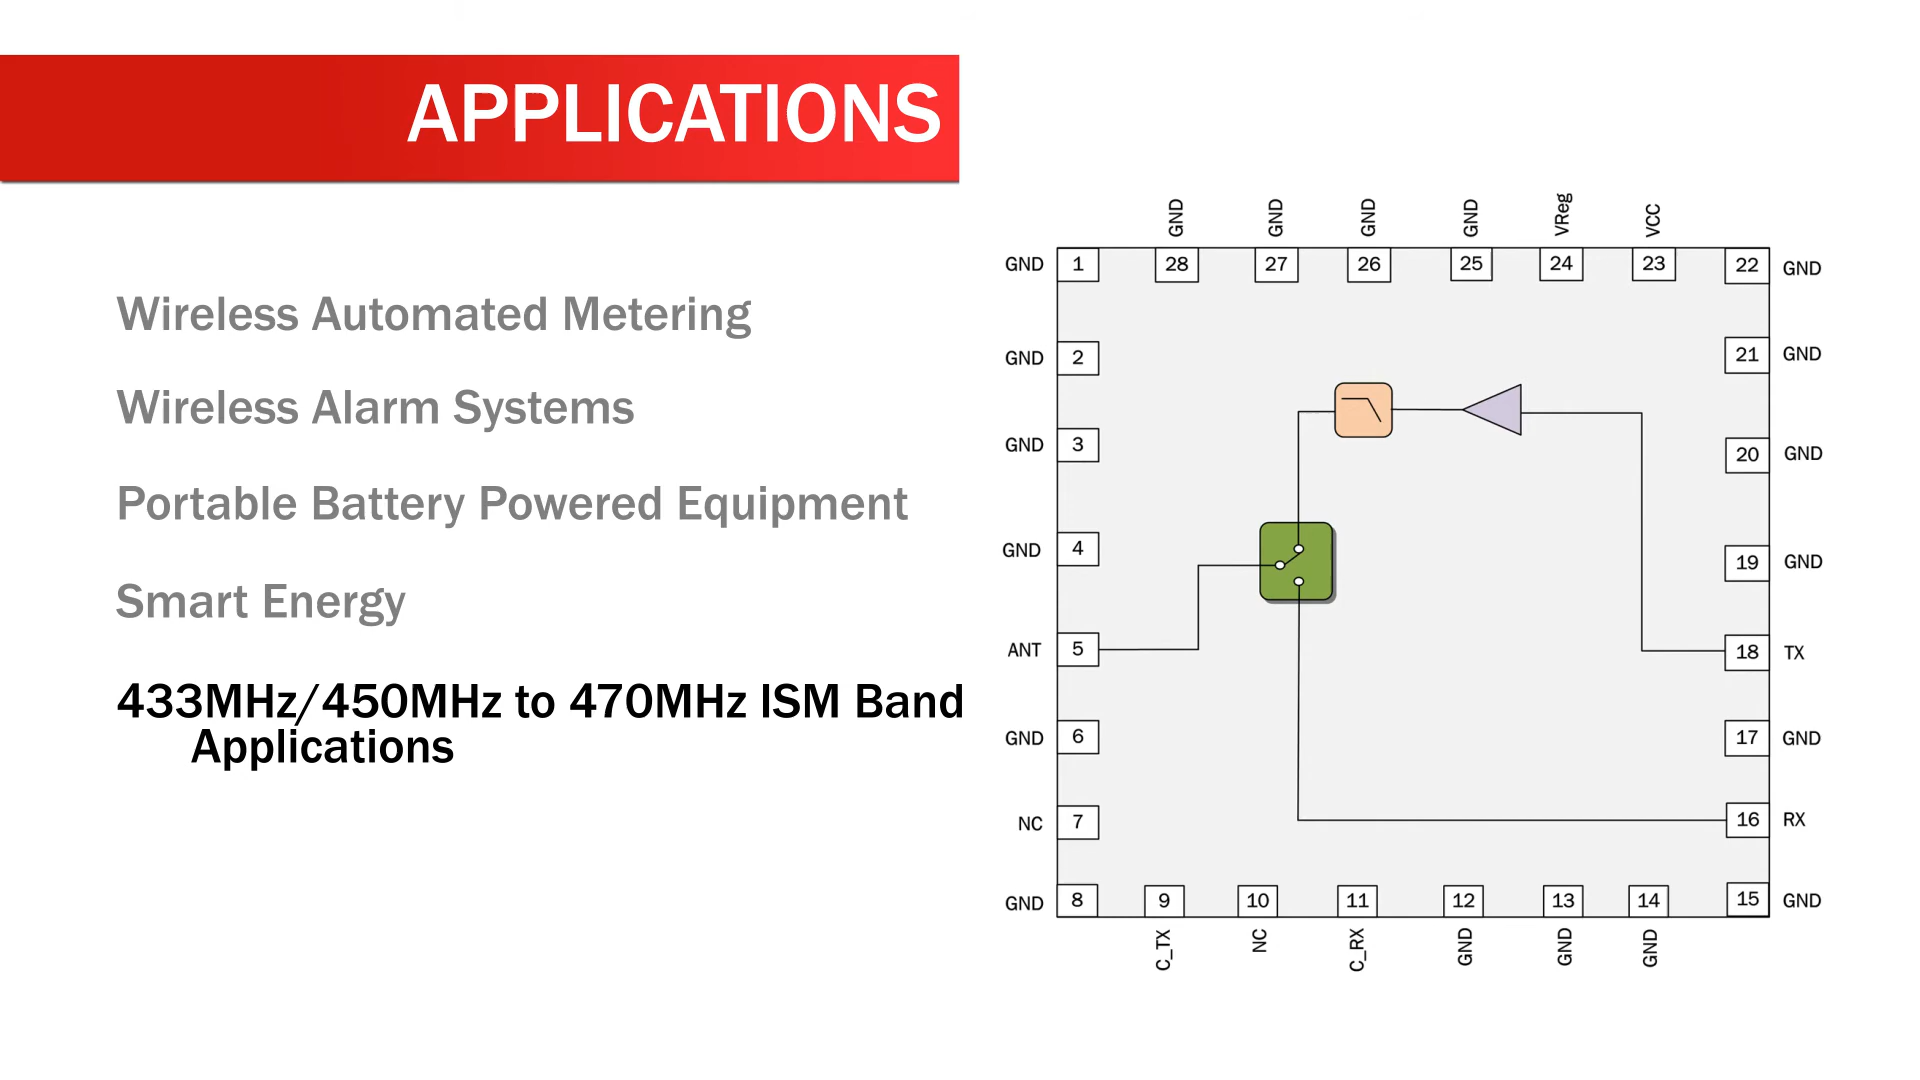 APPLICATIONS
Wireless Automated Metering
Wireless Alarm Systems
Portable Battery Powered Equipment
Smart Energy
433MHz/450MHz to 470MHz ISM Band
Applications
GND GND GND GND VReg VCC
GND 1 28 27 26 25 24 23 22 GND
GND 2 21 GND
GND 3 20 GND
GND 4 19 GND
ANT 5 18 TX
GND 6 17 GND
NC 7 16 RX
GND 8 9 10 11 12 13 14 15 GND
C_TX NC C_RX GND GND GND